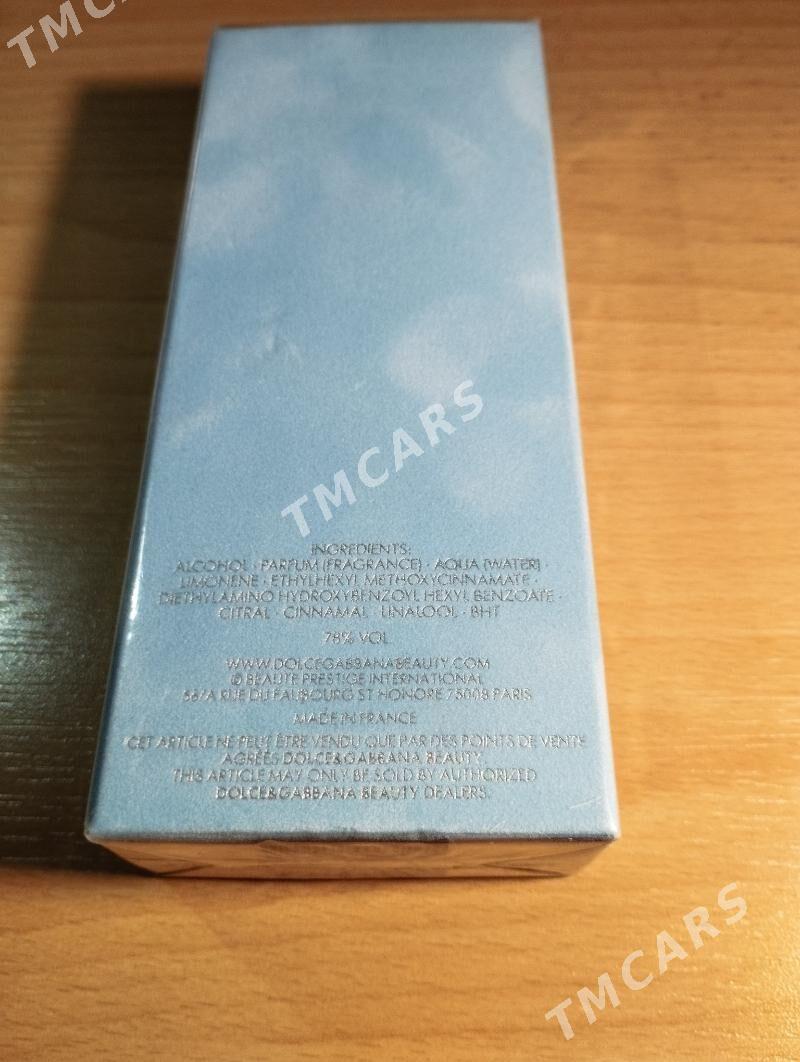 TMCARS
TMCARS
INGREDIENTS:
ALCOHOL · PARFUM (FRAGRANCE) · AQUA (WATER) ·
LIMONENE · ETHYLHEXYL METHOXYCINNAMATE ·
DIETHYLAMINO HYDROXYBENZOYL HEXYL BENZOATE ·
CITRAL · CINNAMAL · LINALOOL · BHT
78% VOL
WWW.DOLCEGABBANABEAUTY.COM
© BEAUTE PRESTIGE INTERNATIONAL
RUE DU FAUBOURG ST HONORE 75008 PARIS
MADE IN FRANCE
CET ARTICLE NE PEUT ÊTRE VENDU QUE PAR DES POINTS DE VENTE
AGRÉÉS DOLCE&GABBANA BEAUTY
THIS ARTICLE MAY ONLY BE SOLD BY AUTHORIZED
DOLCE&GABBANA BEAUTY DEALERS.
TMCARS